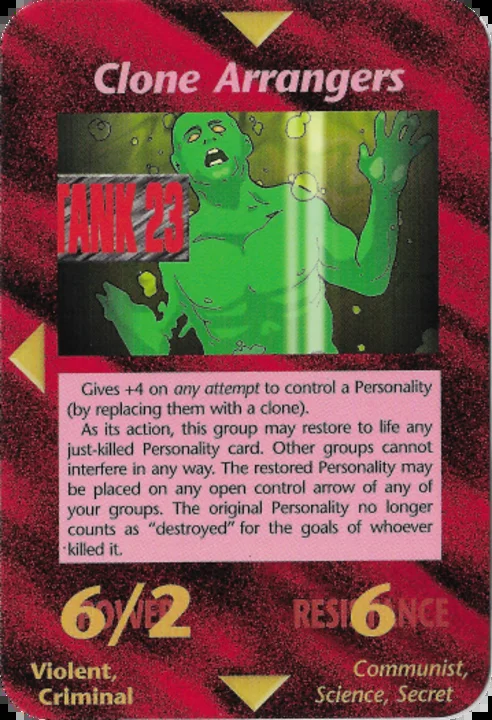 Clone Arrangers
TANK 23
Gives +4 on any attempt to control a Personality
(by replacing them with a clone).
As its action, this group may restore to life any
just-killed Personality card. Other groups cannot
interfere in any way. The restored Personality may
be placed on any open control arrow of any of
your groups. The original Personality no longer
counts as "destroyed" for the goals of whoever
killed it.
POWER 6/2
RESISTANCE 6
Violent,
Criminal
Communist,
Science, Secret